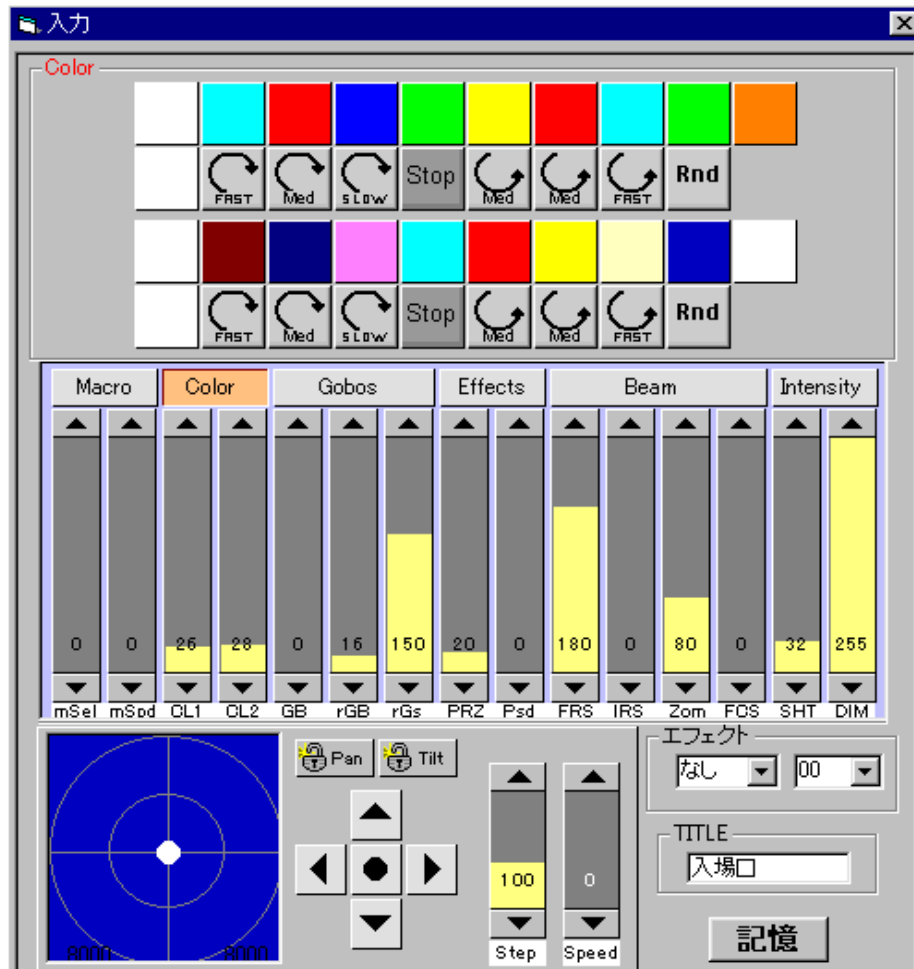 入力
Color
FAST Med SLOW Stop Med Med FAST Rnd
FAST Med SLOW Stop Med Med FAST Rnd
Macro Color Gobos Effects Beam Intensity
0 0 26 28 0 16 150 20 0 180 0 80 0 32 255
mSel mSpd CL1 CL2 GB rGB rGs PRZ Psd FRS IRS Zom FOS SHT DIM
Pan Tilt
エフェクト
なし 00
TITLE
入場口
100 0
8000 8000
Step Speed
記憶